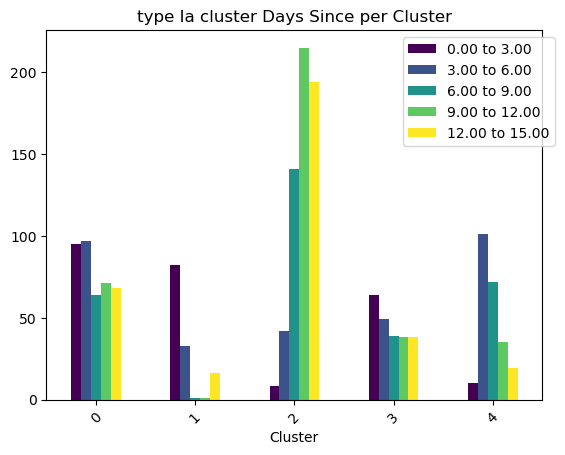 type Ia cluster Days Since per Cluster
0.00 to 3.00
3.00 to 6.00
6.00 to 9.00
9.00 to 12.00
12.00 to 15.00
200
150
100
50
0
0 1 2 3 4
Cluster